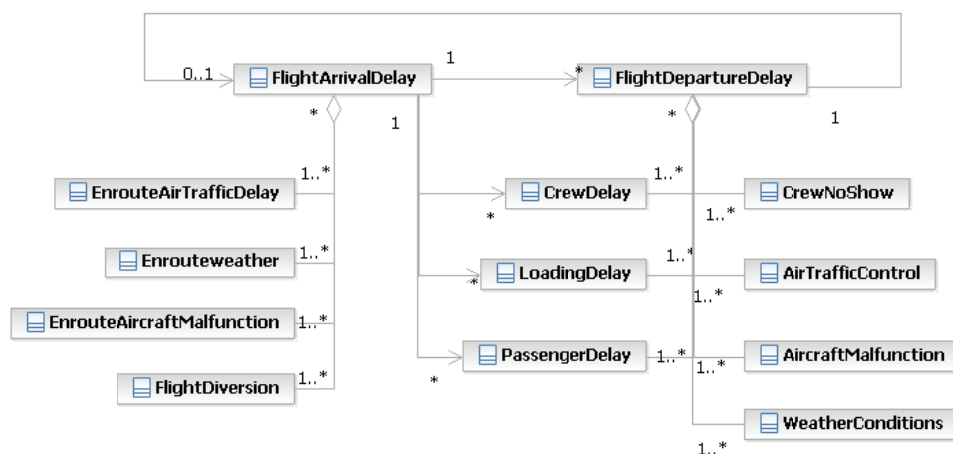 0..1
FlightArrivalDelay
1
*
FlightDepartureDelay
*
1
*
1
1..*
EnrouteAirTrafficDelay
CrewDelay
1..*
CrewNoShow
*
1..*
Enrouteweather
1..*
1..*
LoadingDelay
AirTrafficControl
*
1..*
EnrouteAircraftMalfunction
1..*
PassengerDelay
1..*
AircraftMalfunction
1..*
FlightDiversion
1..*
*
WeatherConditions
1..*